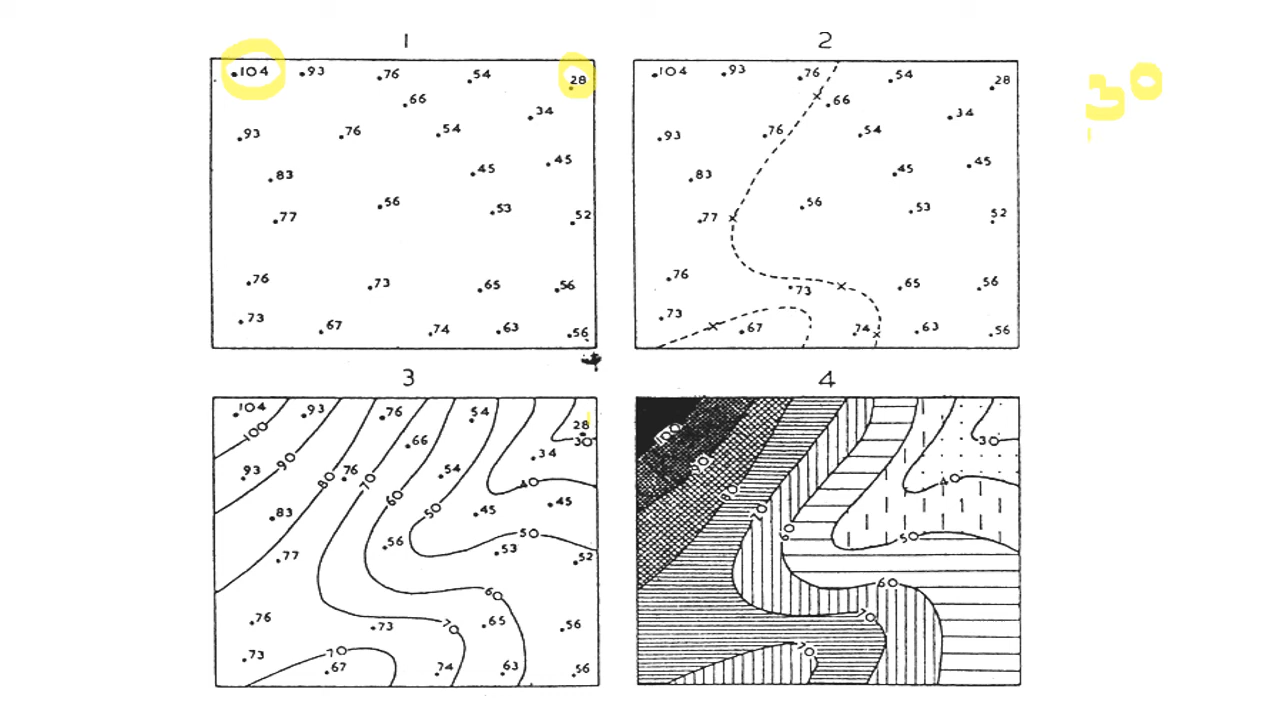 1
2
30
104 93 76 54 28
66
34
93 76 54
45 45
83
77 56 53 52
76 73 65 56
73 67 74 63 56
104 93 76 54 28
66
34
93 76 54
45 45
83
77 56 53 52
76 73 65 56
73 67 74 63 56
3
4
104 93 76 54 28
100
66 30
90 34
93 80 76 70 54 40
60 45
83 50 45
77 56 50 53 52
60
76 73 70 65 56
73 70 67 74 63 56
100
30
90
80 40
70
60 50
60
70
70